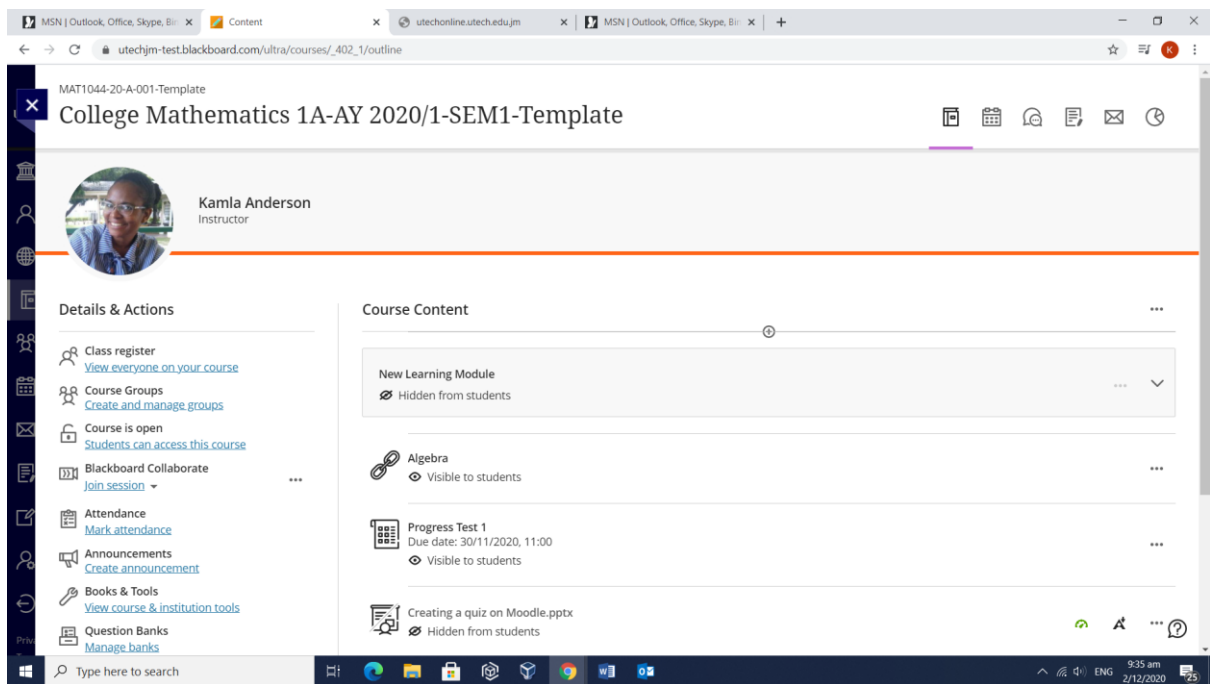 MSN | Outlook, Office, Skype, Bin
Content
utechonline.utech.edu.jm
MSN | Outlook, Office, Skype, Bin
utechjm-test.blackboard.com/ultra/courses/_402_1/outline
K
MAT1044-20-A-001-Template
College Mathematics 1A-AY 2020/1-SEM1-Template
Kamla Anderson
Instructor
Details & Actions
Class register
View everyone on your course
Course Groups
Create and manage groups
Course is open
Students can access this course
Blackboard Collaborate
Join session
Attendance
Mark attendance
Announcements
Create announcement
Books & Tools
View course & institution tools
Question Banks
Manage banks
Course Content
New Learning Module
Hidden from students
Algebra
Visible to students
Progress Test 1
Due date: 30/11/2020, 11:00
Visible to students
Creating a quiz on Moodle.pptx
Hidden from students
Priv
Type here to search
ENG
9:35 am
2/12/2020
25